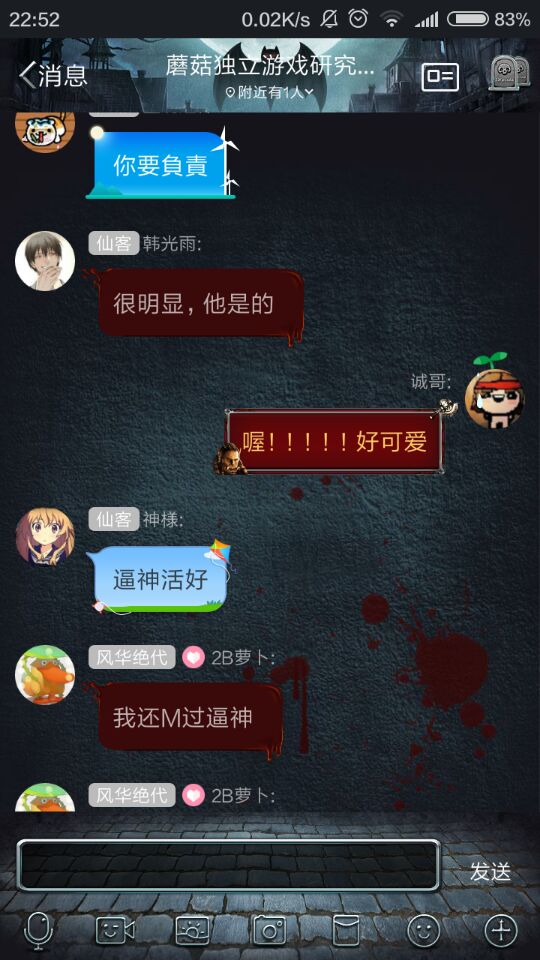 22:52
0.02K/s
83%
消息
蘑菇独立游戏研究...
附近有1人
你要負責
仙客 韩光雨:
很明显，他是的
诚哥:
喔！！！！！好可爱
仙客 神様:
逼神活好
风华绝代 2B萝卜:
我还M过逼神
风华绝代 2B萝卜:
发送